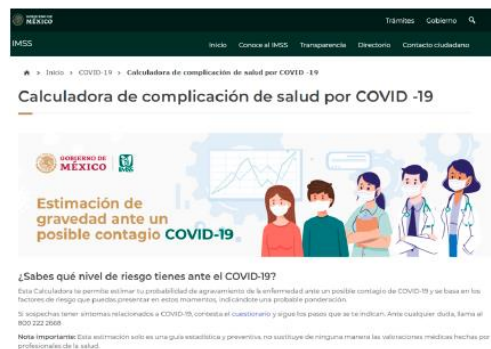 GOBIERNO DE
MÉXICO
Trámites Gobierno
IMSS
Inicio Conoce al IMSS Transparencia Directorio Contacto ciudadano
> Inicio > COVID-19 > Calculadora de complicación de salud por COVID -19
Calculadora de complicación de salud por COVID -19
GOBIERNO DE
MÉXICO
Estimación de
gravedad ante un
posible contagio COVID-19
¿Sabes qué nivel de riesgo tienes ante el COVID-19?
Esta Calculadora te permite estimar tu probabilidad de agravamiento de la enfermedad ante un posible contagio de COVID-19 y se basa en los
factores de riesgo que puedas presentar en estos momentos, indicándote una probable ponderación.
Si sospechas tener síntomas relacionados a COVID-19, contesta el cuestionario y sigue los pasos que se te indican. Ante cualquier duda, llama al
800 222 2668
Nota importante: Esta estimación solo es una guía estadística y preventiva, no sustituye de ninguna manera las valoraciones médicas hechas por
profesionales de la salud.